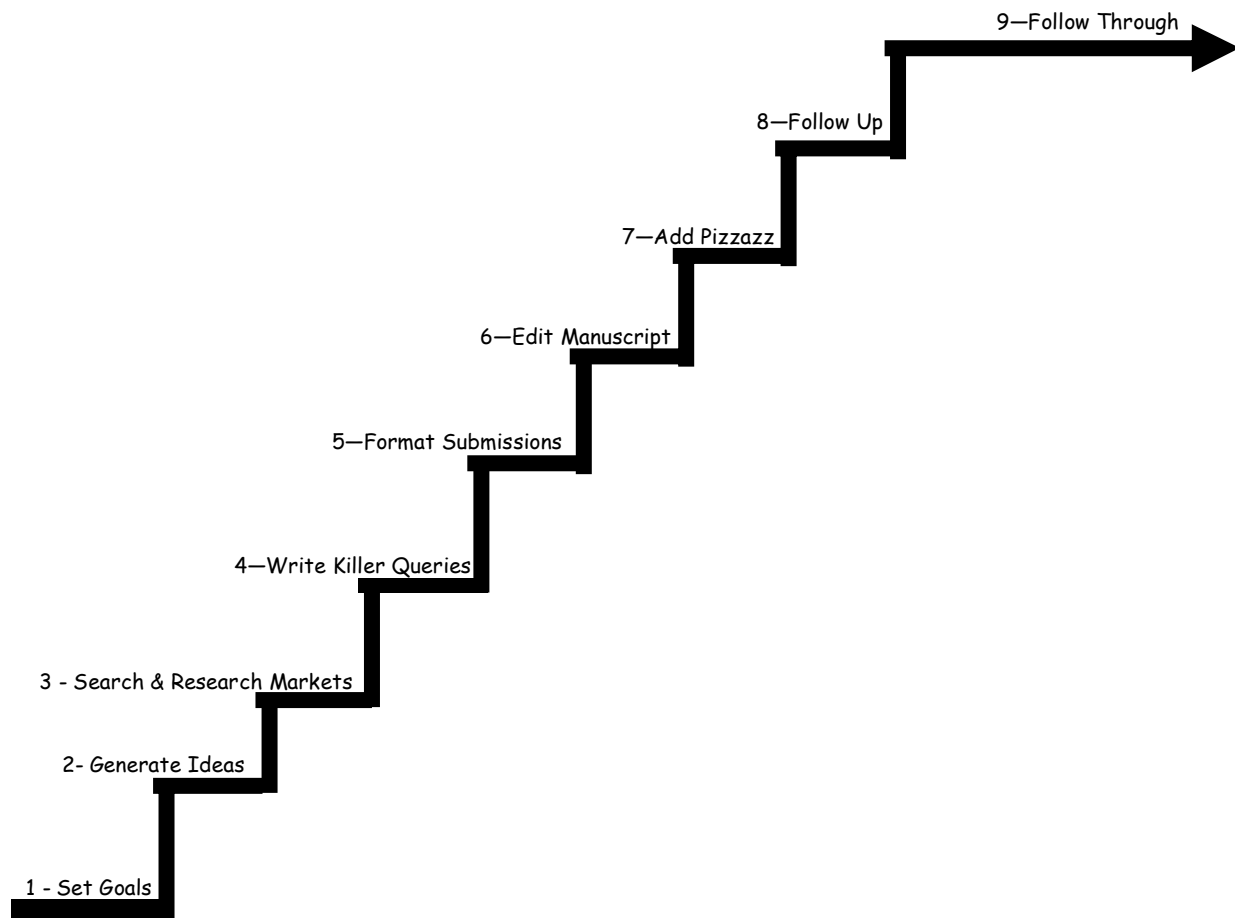 9—Follow Through
8—Follow Up
7—Add Pizzazz
6—Edit Manuscript
5—Format Submissions
4—Write Killer Queries
3 - Search & Research Markets
2- Generate Ideas
1 - Set Goals